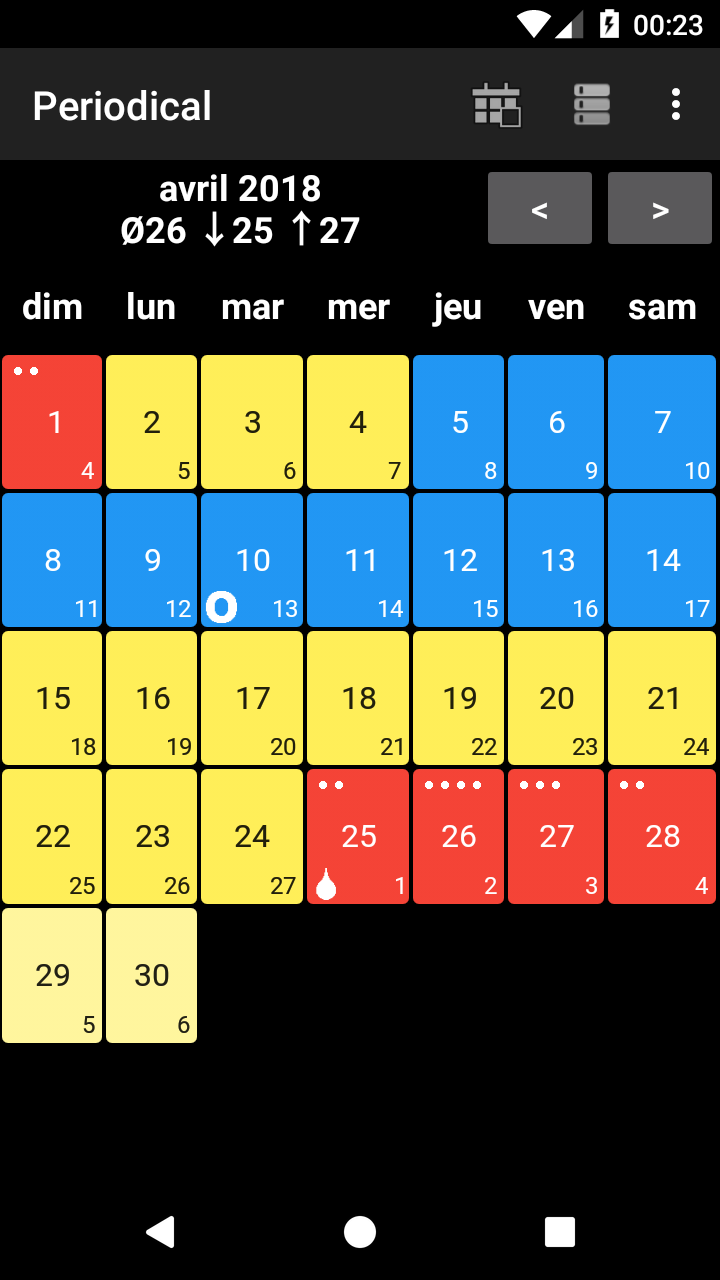 00:23
Periodical
avril 2018
Ø26 ↓25 ↑27
< >
dim lun mar mer jeu ven sam
1 2 3 4 5 6 7
4 5 6 7 8 9 10
8 9 10 11 12 13 14
11 12 O 13 14 15 16 17
15 16 17 18 19 20 21
18 19 20 21 22 23 24
22 23 24 25 26 27 28
25 26 27 1 2 3 4
29 30
5 6